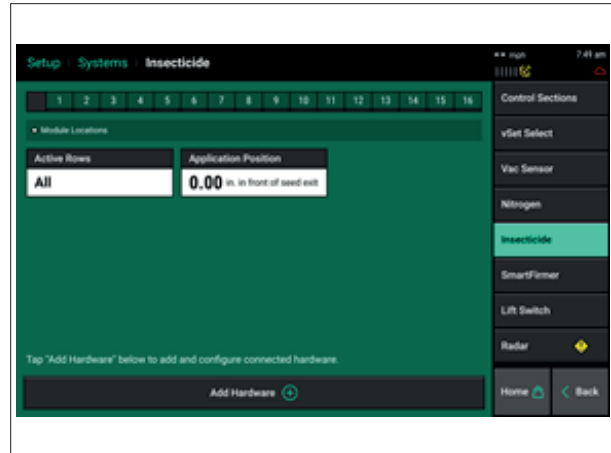 Setup Systems Insecticide
** mph 7:49 am
1 2 3 4 5 6 7 8 9 10 11 12 13 14 15 16
Module Locations
Active Rows
All
Application Position
0.00 in. in front of seed exit
Tap "Add Hardware" below to add and configure connected hardware.
Add Hardware
Control Sections
vSet Select
Vac Sensor
Nitrogen
Insecticide
SmartFirmer
Lift Switch
Radar
Home
Back